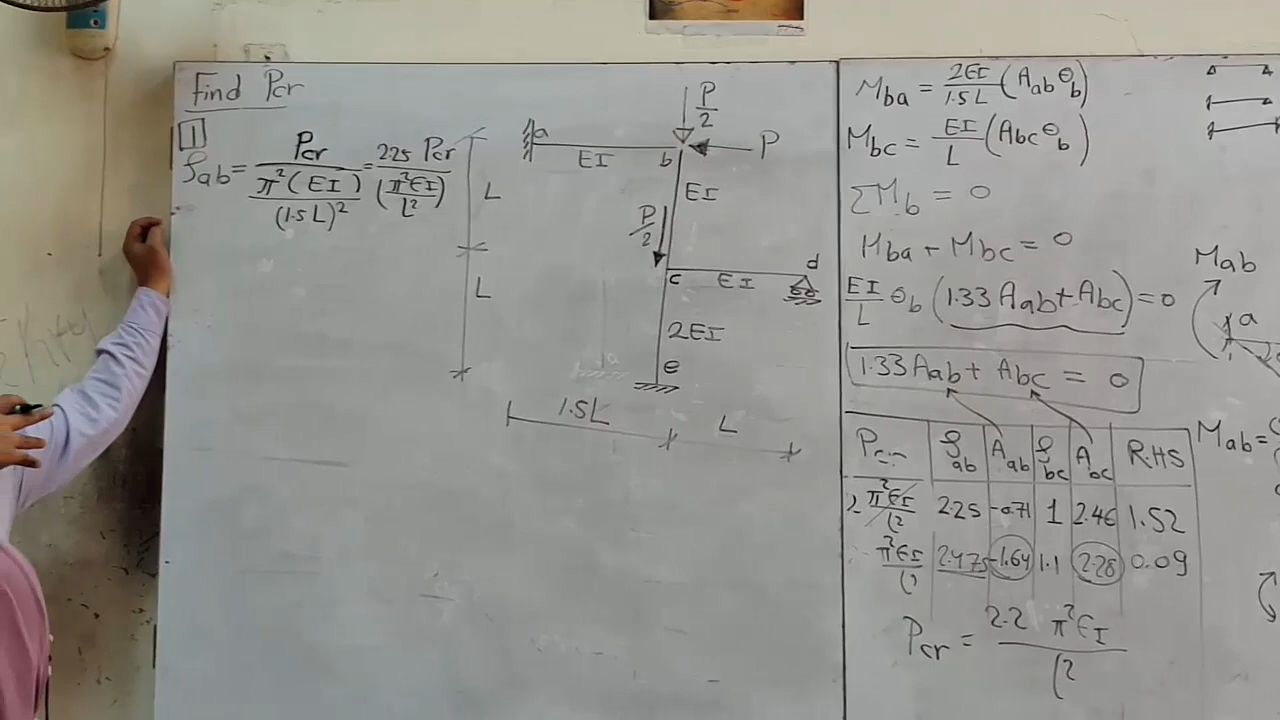 Find Pcr
1
ρab = Pcr / (π²(EI) / (1.5L)²) = 2.25 Pcr / (π²EI / L²)
L
L
a
EI
b
P/2
P
EI
P/2
c
EI
d
2EI
e
a
1.5L
L
Mba = 2EI/1.5L (Aab θb)
Mbc = EI/L (Abc θb)
ΣMb = 0
Mba + Mbc = 0
EI/L θb (1.33 Aab + Abc) = 0
1.33 Aab + Abc = 0
Pcr ρab Aab ρbc Abc R.HS
2 π²EI/L² 2.25 -0.71 1 2.46 1.52
π²EI/L² 2.475 -1.64 1.1 2.28 0.09
Pcr = 2.2 π²EI / L²
Mab
a
Mab =